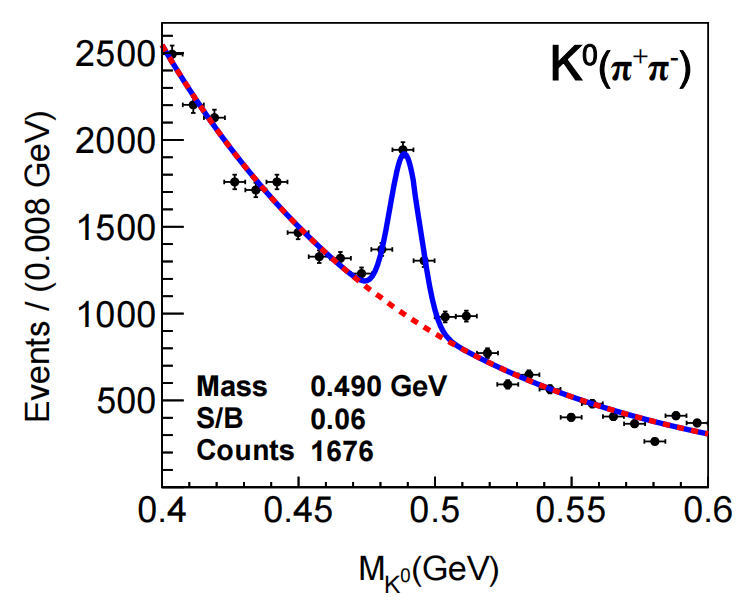 K⁰(π⁺π⁻)
Events / (0.008 GeV)
2500
2000
1500
1000
500
Mass 0.490 GeV
S/B 0.06
Counts 1676
0.4 0.45 0.5 0.55 0.6
M_K⁰(GeV)